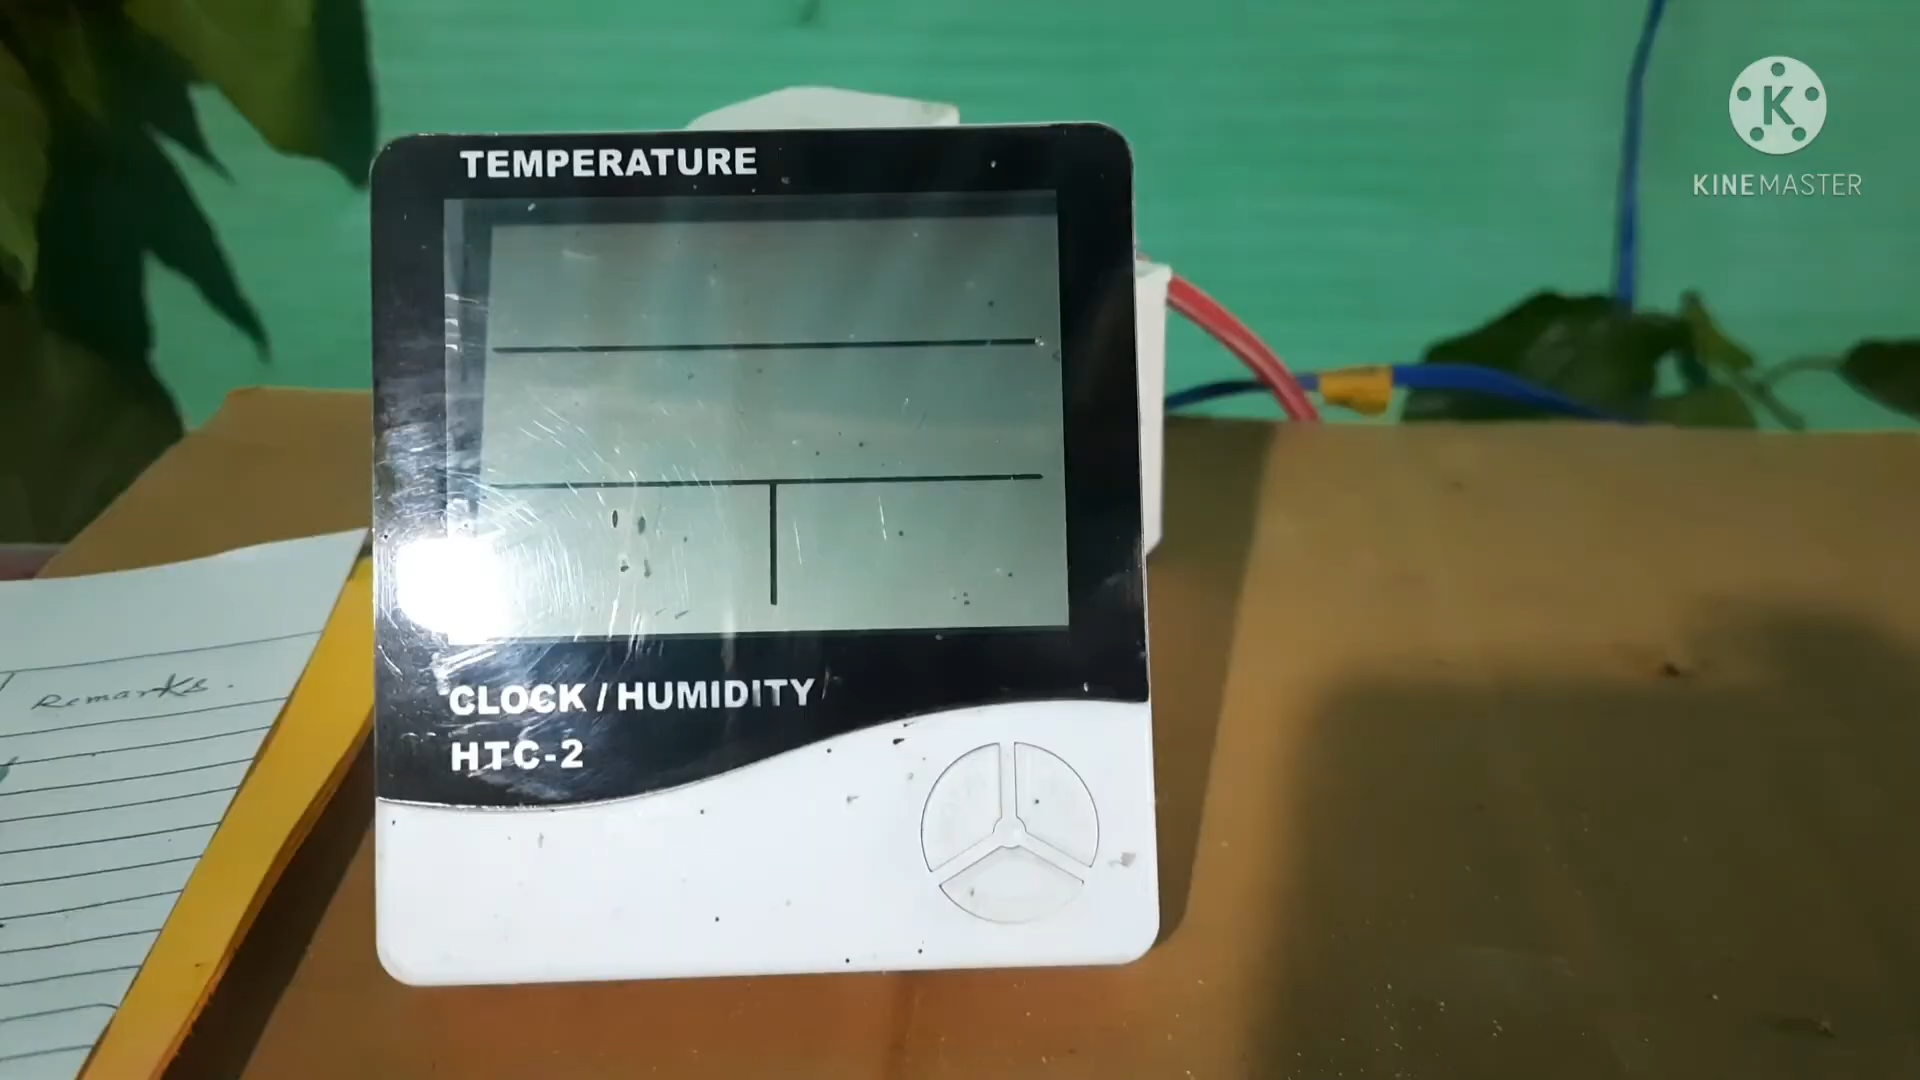 TEMPERATURE
K
KINEMASTER
Remarks.
CLOCK / HUMIDITY
HTC-2